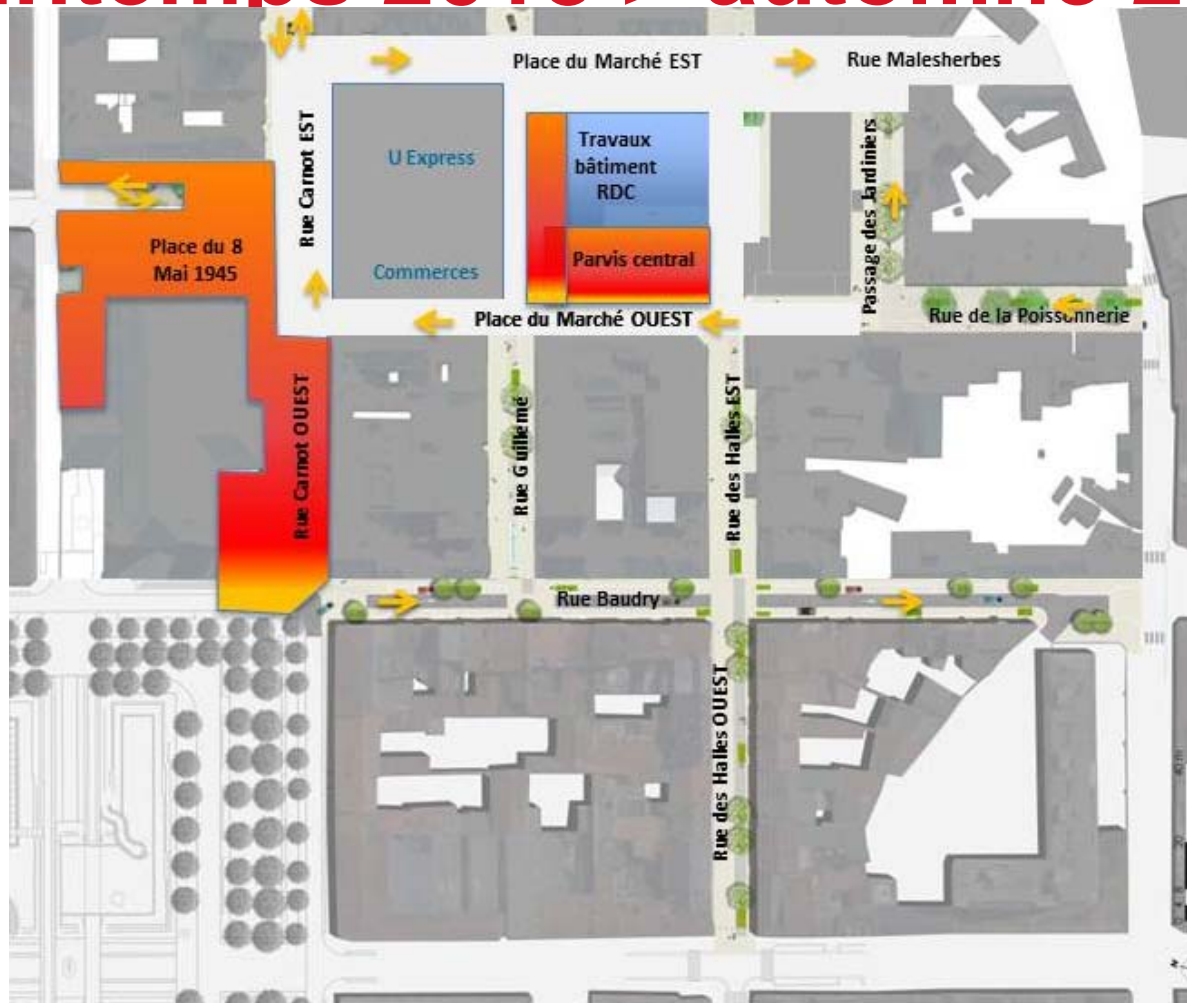 Place du Marché EST
Rue Malesherbes
Rue Carnot EST
U Express
Commerces
Travaux
bâtiment
RDC
Parvis central
Passage des Jardiniers
Place du 8
Mai 1945
Place du Marché OUEST
Rue de la Poissonnerie
Rue Carnot OUEST
Rue Guillemé
Rue des Halles EST
Rue Baudry
Rue des Halles OUEST